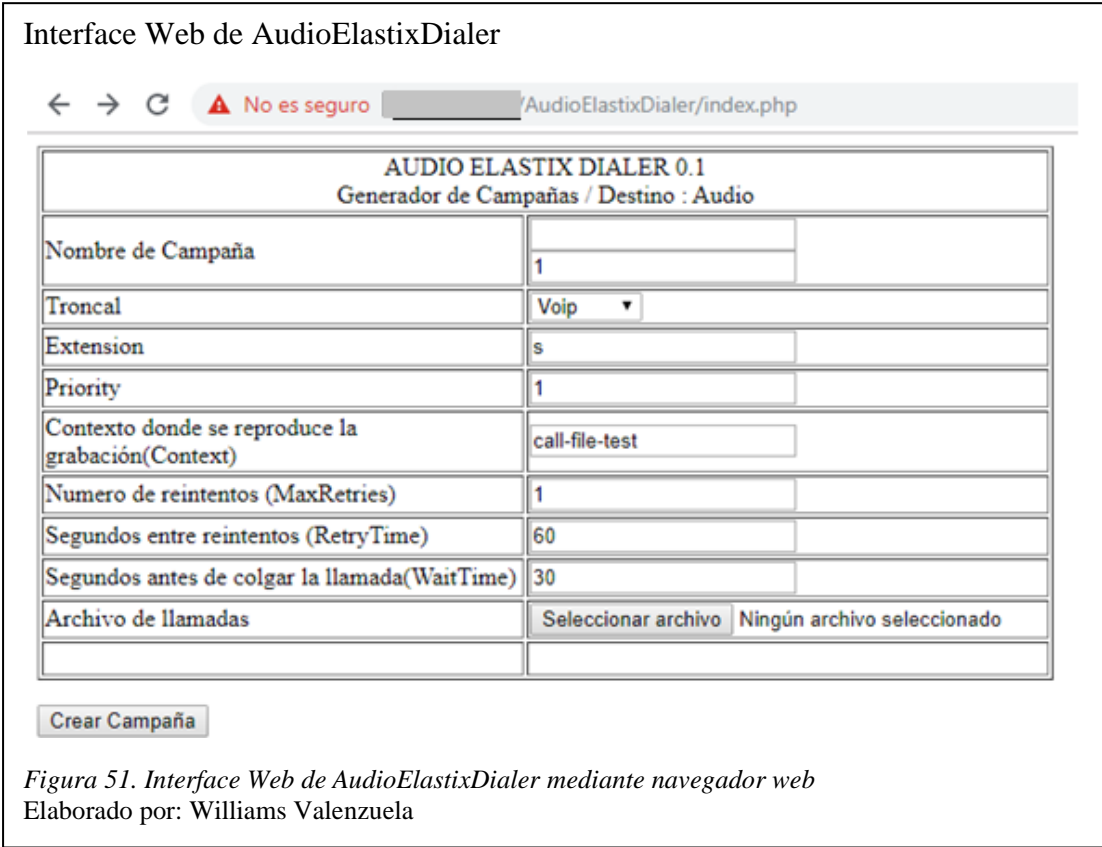 Interface Web de AudioElastixDialer
No es seguro /AudioElastixDialer/index.php
AUDIO ELASTIX DIALER 0.1
Generador de Campañas / Destino : Audio
Nombre de Campaña
1
Troncal Voip
Extension s
Priority 1
Contexto donde se reproduce la
grabación(Context) call-file-test
Numero de reintentos (MaxRetries) 1
Segundos entre reintentos (RetryTime) 60
Segundos antes de colgar la llamada(WaitTime) 30
Archivo de llamadas Seleccionar archivo Ningún archivo seleccionado
Crear Campaña
Figura 51. Interface Web de AudioElastixDialer mediante navegador web
Elaborado por: Williams Valenzuela